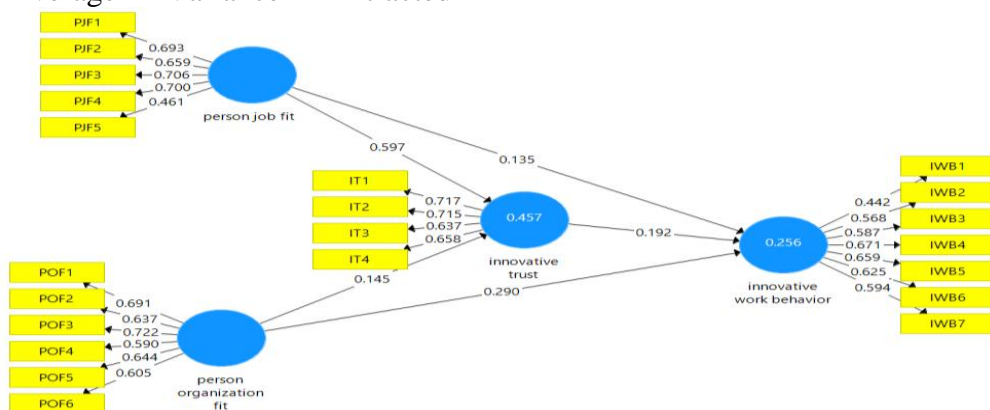 Average Variance Extracted
PJF1
PJF2
PJF3
PJF4
PJF5
0.693
0.659
0.706
0.700
0.461
person job fit
0.597
0.135
IT1
IT2
IT3
IT4
0.717
0.715
0.637
0.658
0.457
innovative
trust
0.192
0.145
0.290
0.256
innovative
work behavior
IWB1
IWB2
IWB3
IWB4
IWB5
IWB6
IWB7
0.442
0.568
0.587
0.671
0.659
0.625
0.594
POF1
POF2
POF3
POF4
POF5
POF6
0.691
0.637
0.722
0.590
0.644
0.605
person
organization
fit